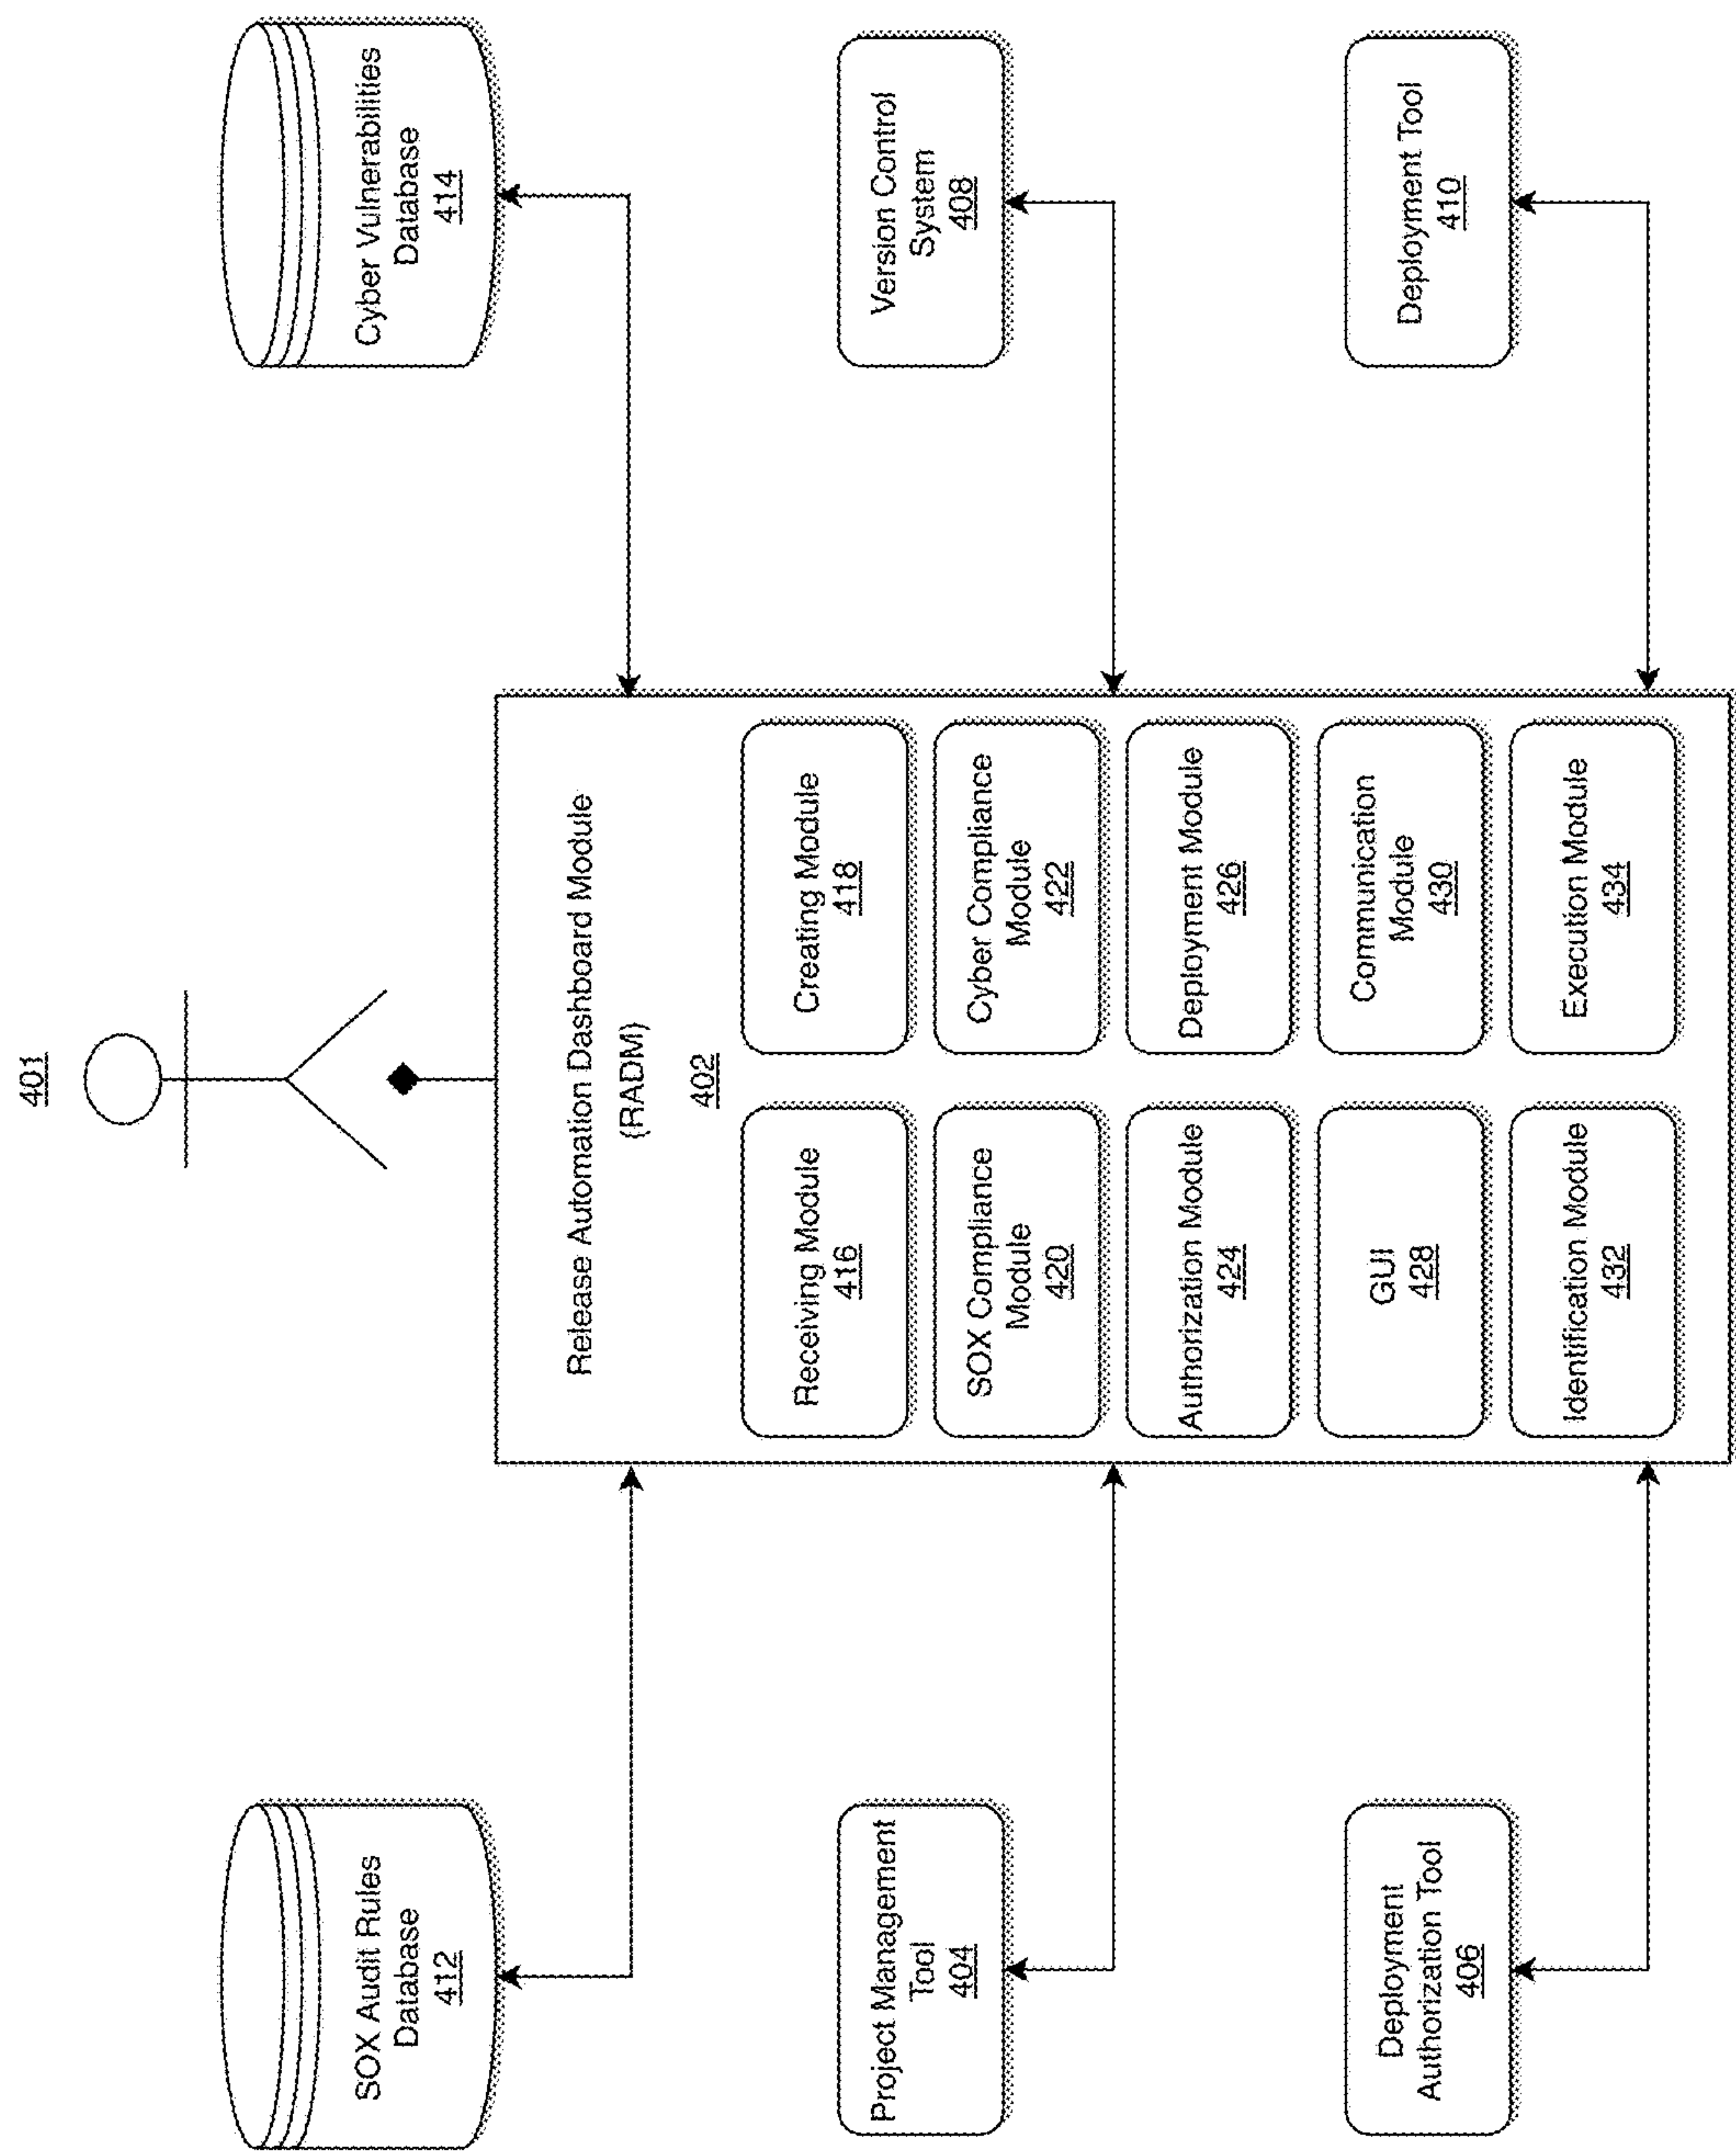 401
SOX Audit Rules
Database
412
Cyber Vulnerabilities
Database
414
Release Automation Dashboard Module
(RADM)
402
Project Management
Tool
404
Version Control
System
408
Deployment
Authorization Tool
406
Deployment Tool
410
Receiving Module
416
Creating Module
418
SOX Compliance
Module
420
Cyber Compliance
Module
422
Authorization Module
424
Deployment Module
426
GUI
428
Communication
Module
430
Identification Module
432
Execution Module
434